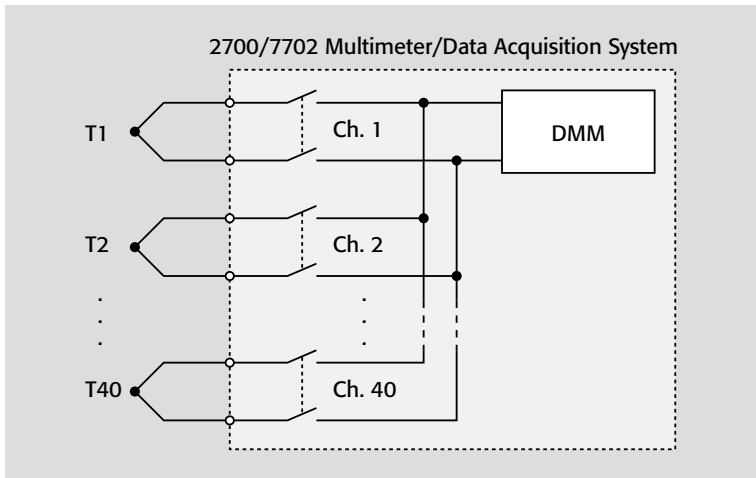 2700/7702 Multimeter/Data Acquisition System
T1
Ch. 1
DMM
T2
Ch. 2
T40
Ch. 40